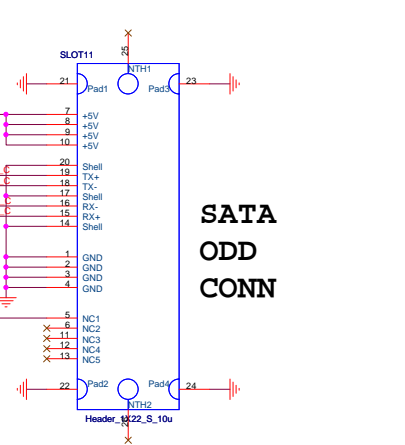 25
SLOT11
NTH1
21 Pad1 Pad3 23
7 +5V
8 +5V
9 +5V
10 +5V
20 Shell
19 TX+
18 TX-
17 Shell
16 RX-
15 RX+
14 Shell
SATA
ODD
CONN
1 GND
2 GND
3 GND
4 GND
5 NC1
6 NC2
11 NC3
12 NC4
13 NC5
22 Pad2 Pad4 24
NTH2
Header_1X22_S_10u